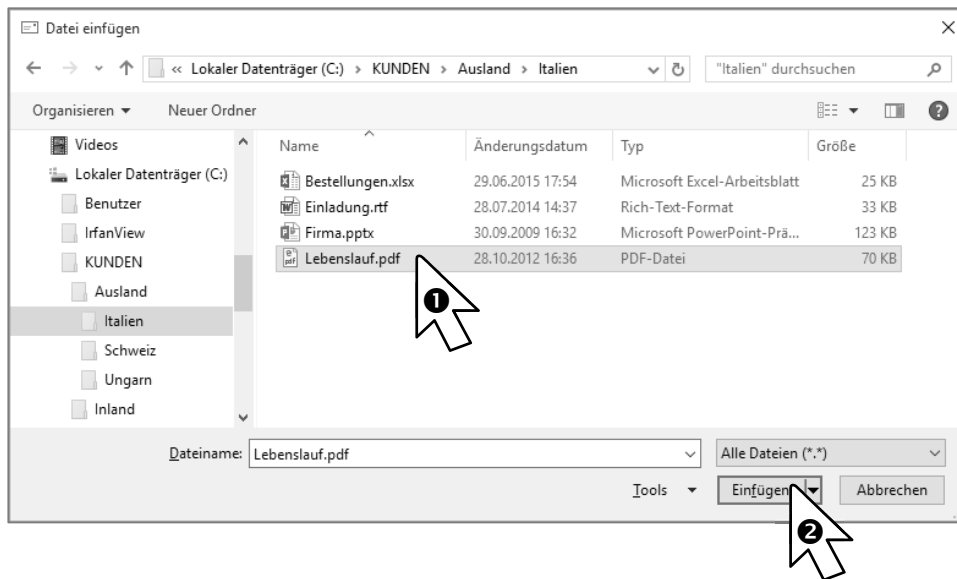 Datei einfügen
« Lokaler Datenträger (C:) › KUNDEN › Ausland › Italien
"Italien" durchsuchen
Organisieren Neuer Ordner
Name Änderungsdatum Typ Größe
Videos
Lokaler Datenträger (C:)
Benutzer
IrfanView
KUNDEN
Ausland
Italien
Schweiz
Ungarn
Inland
Bestellungen.xlsx 29.06.2015 17:54 Microsoft Excel-Arbeitsblatt 25 KB
Einladung.rtf 28.07.2014 14:37 Rich-Text-Format 33 KB
Firma.pptx 30.09.2009 16:32 Microsoft PowerPoint-Prä... 123 KB
Lebenslauf.pdf 28.10.2012 16:36 PDF-Datei 70 KB
1
Dateiname: Lebenslauf.pdf Alle Dateien (*.*)
Tools Einfügen Abbrechen
2